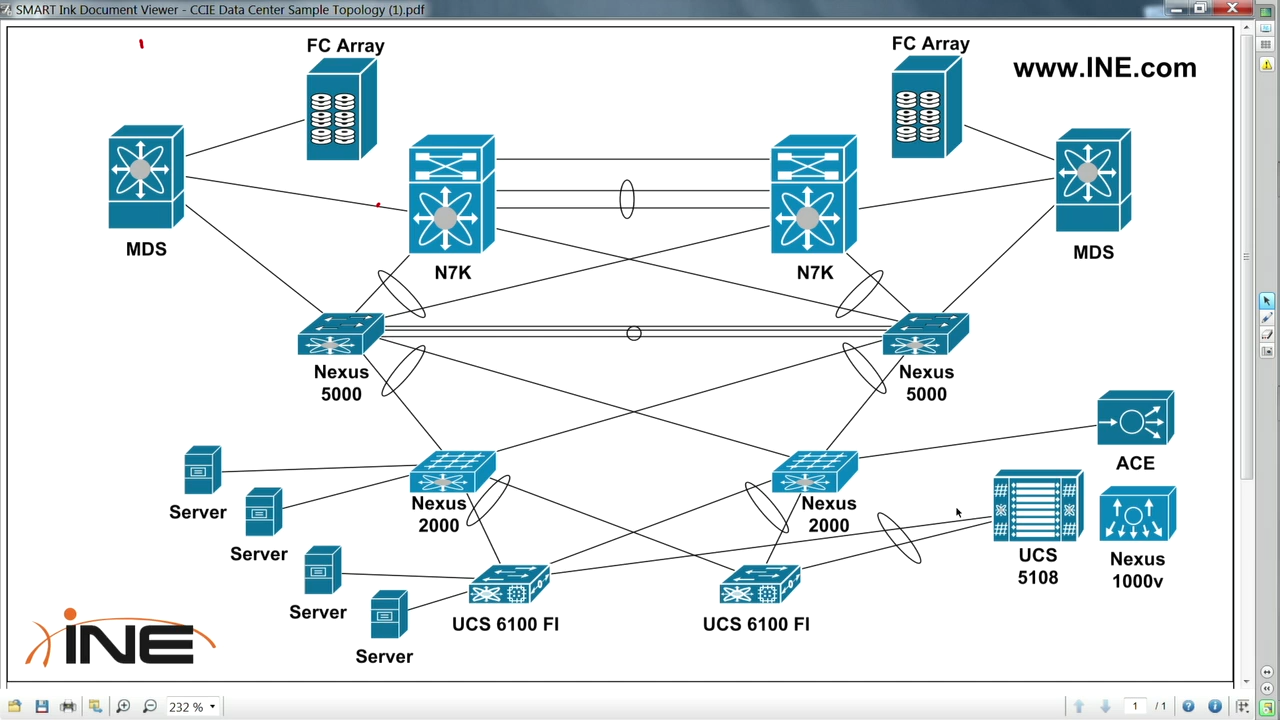 SMART Ink Document Viewer - CCIE Data Center Sample Topology (1).pdf
FC Array
FC Array
www.INE.com
MDS
N7K
N7K
MDS
Nexus
5000
Nexus
5000
ACE
Server
Nexus
2000
Nexus
2000
Server
UCS
5108
Nexus
1000v
Server
UCS 6100 FI
UCS 6100 FI
Server
iNE
232 %
1 / 1